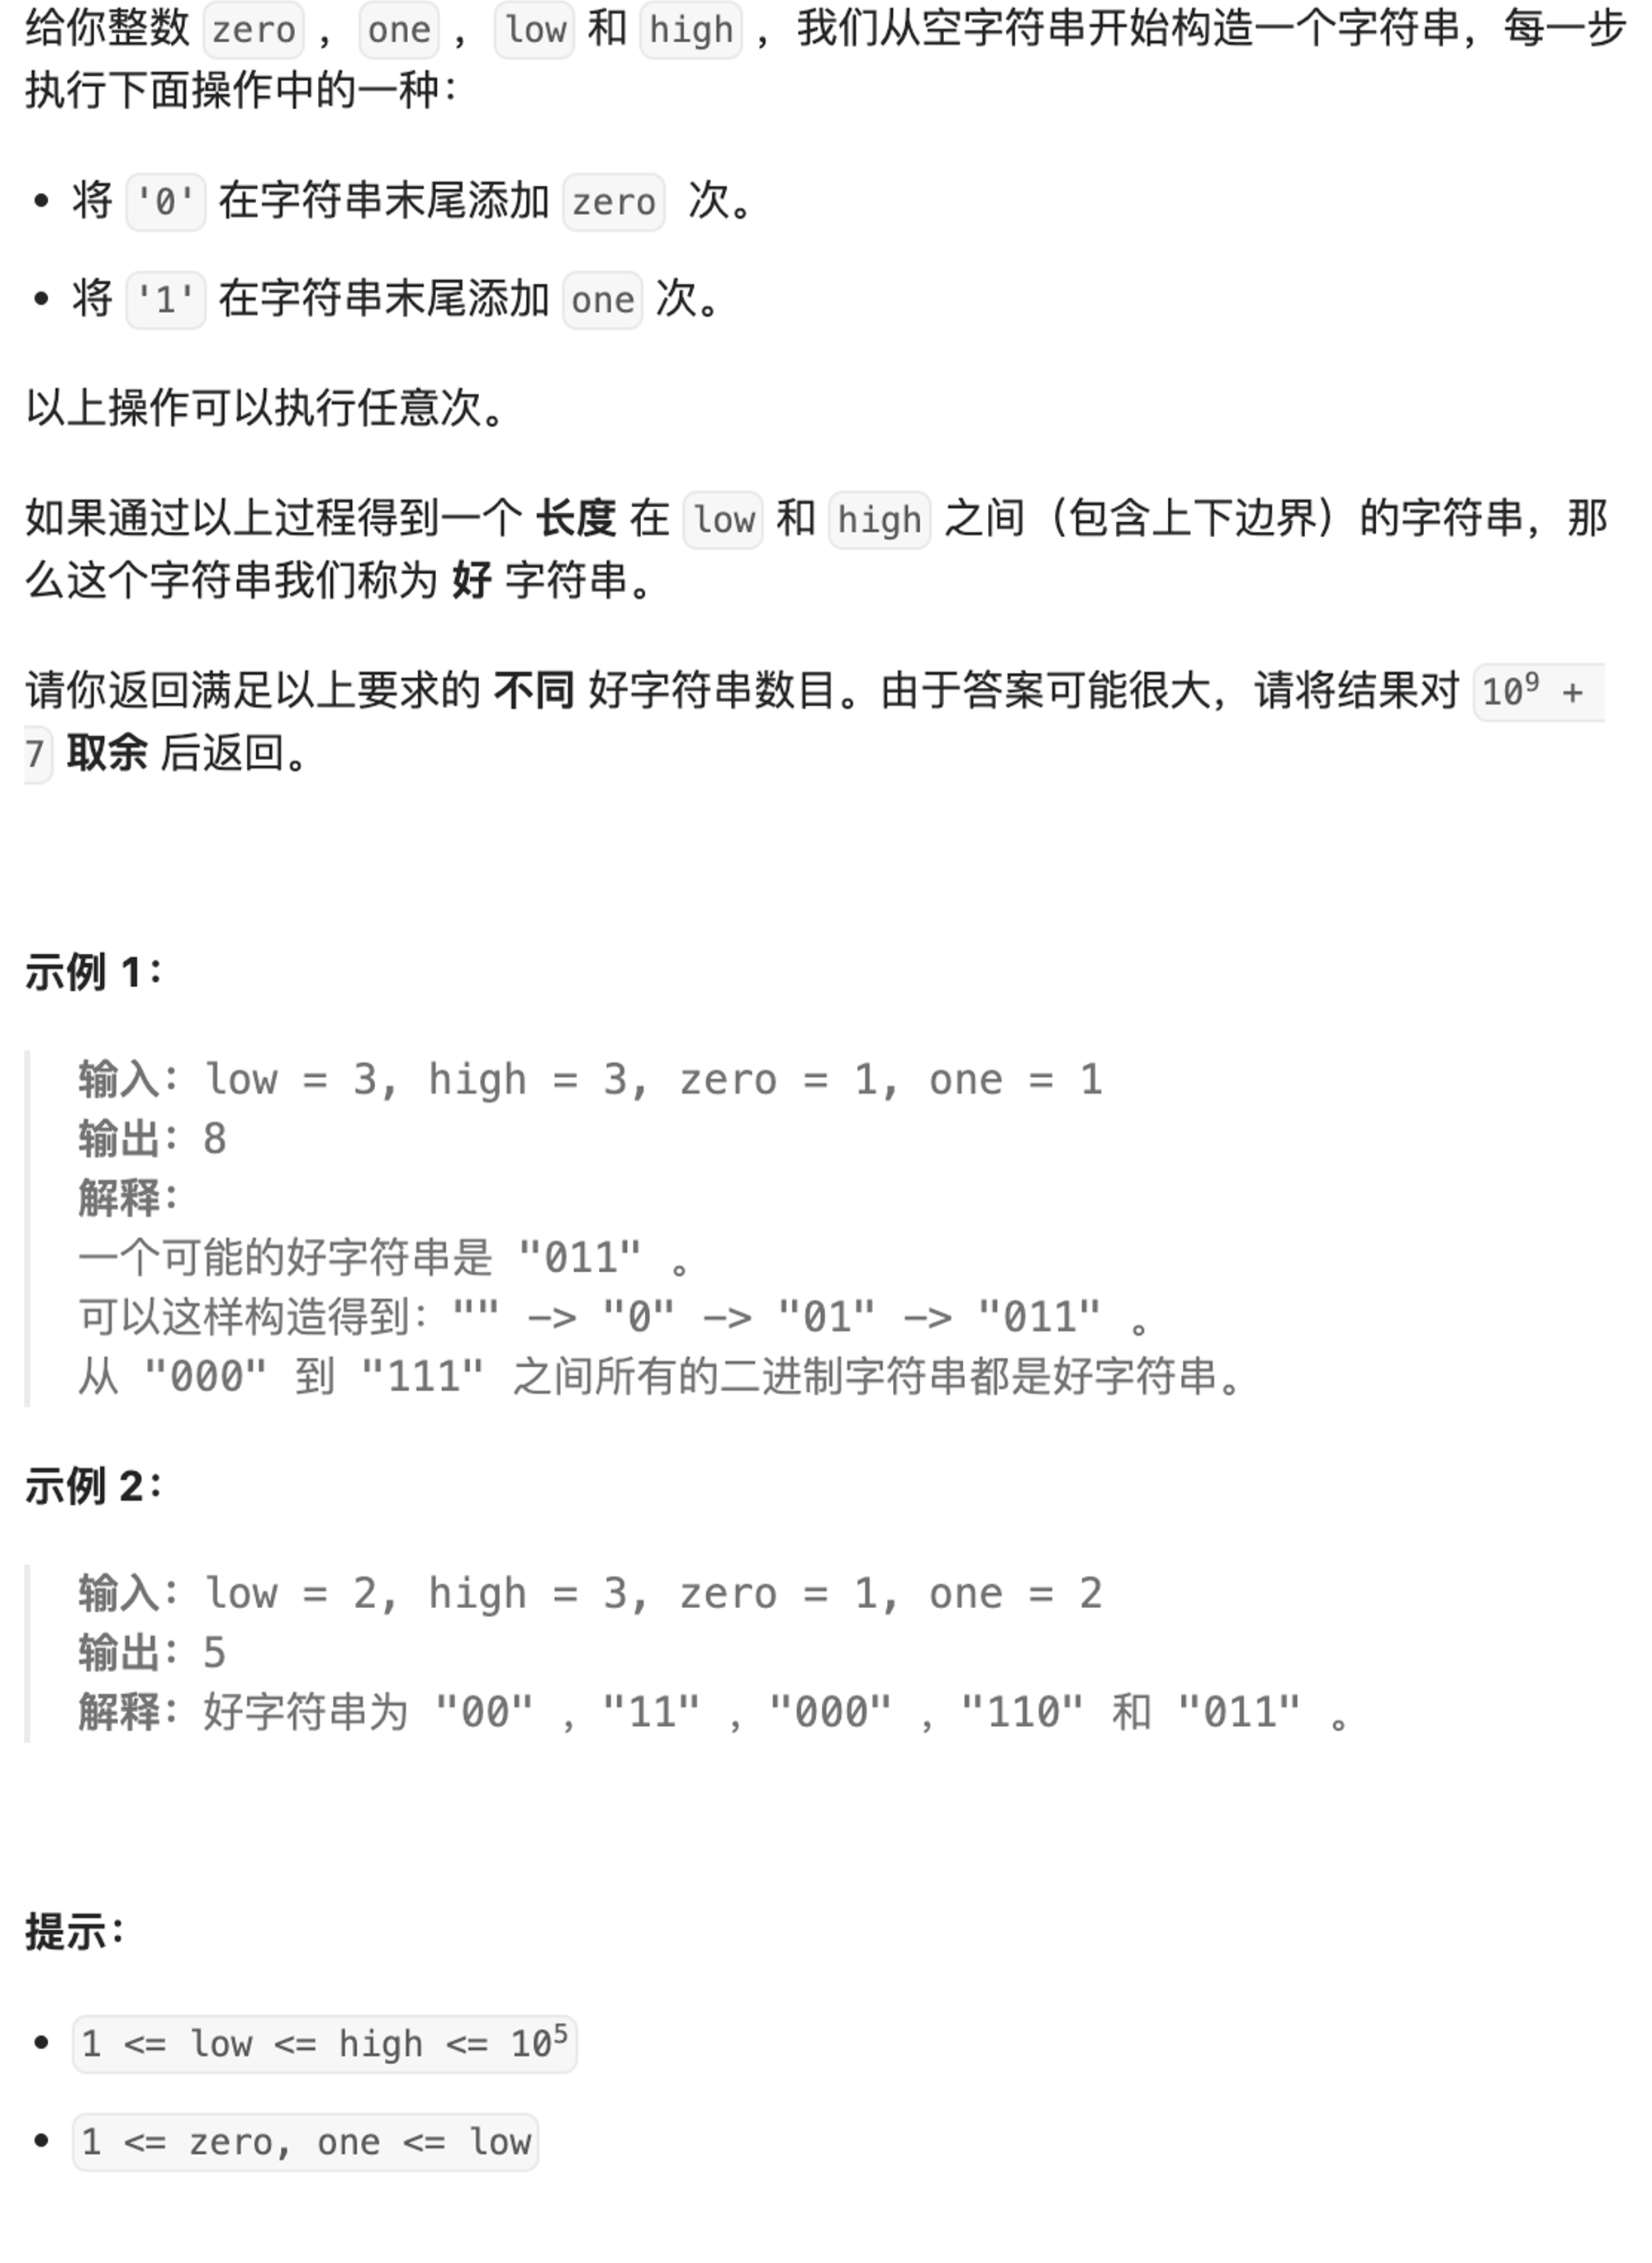 给你整数 zero ， one ， low 和 high ，我们从空字符串开始构造一个字符串，每一步
执行下面操作中的一种：
• 将 '0' 在字符串末尾添加 zero 次。
• 将 '1' 在字符串末尾添加 one 次。
以上操作可以执行任意次。
如果通过以上过程得到一个 长度 在 low 和 high 之间（包含上下边界）的字符串，那
么这个字符串我们称为 好 字符串。
请你返回满足以上要求的 不同 好字符串数目。由于答案可能很大，请将结果对 10⁹ +
7 取余 后返回。
示例 1：
输入：low = 3, high = 3, zero = 1, one = 1
输出：8
解释：
一个可能的好字符串是 "011" 。
可以这样构造得到："" -> "0" -> "01" -> "011" 。
从 "000" 到 "111" 之间所有的二进制字符串都是好字符串。
示例 2：
输入：low = 2, high = 3, zero = 1, one = 2
输出：5
解释：好字符串为 "00" ，"11" ，"000" ，"110" 和 "011" 。
提示：
• 1 <= low <= high <= 10⁵
• 1 <= zero, one <= low